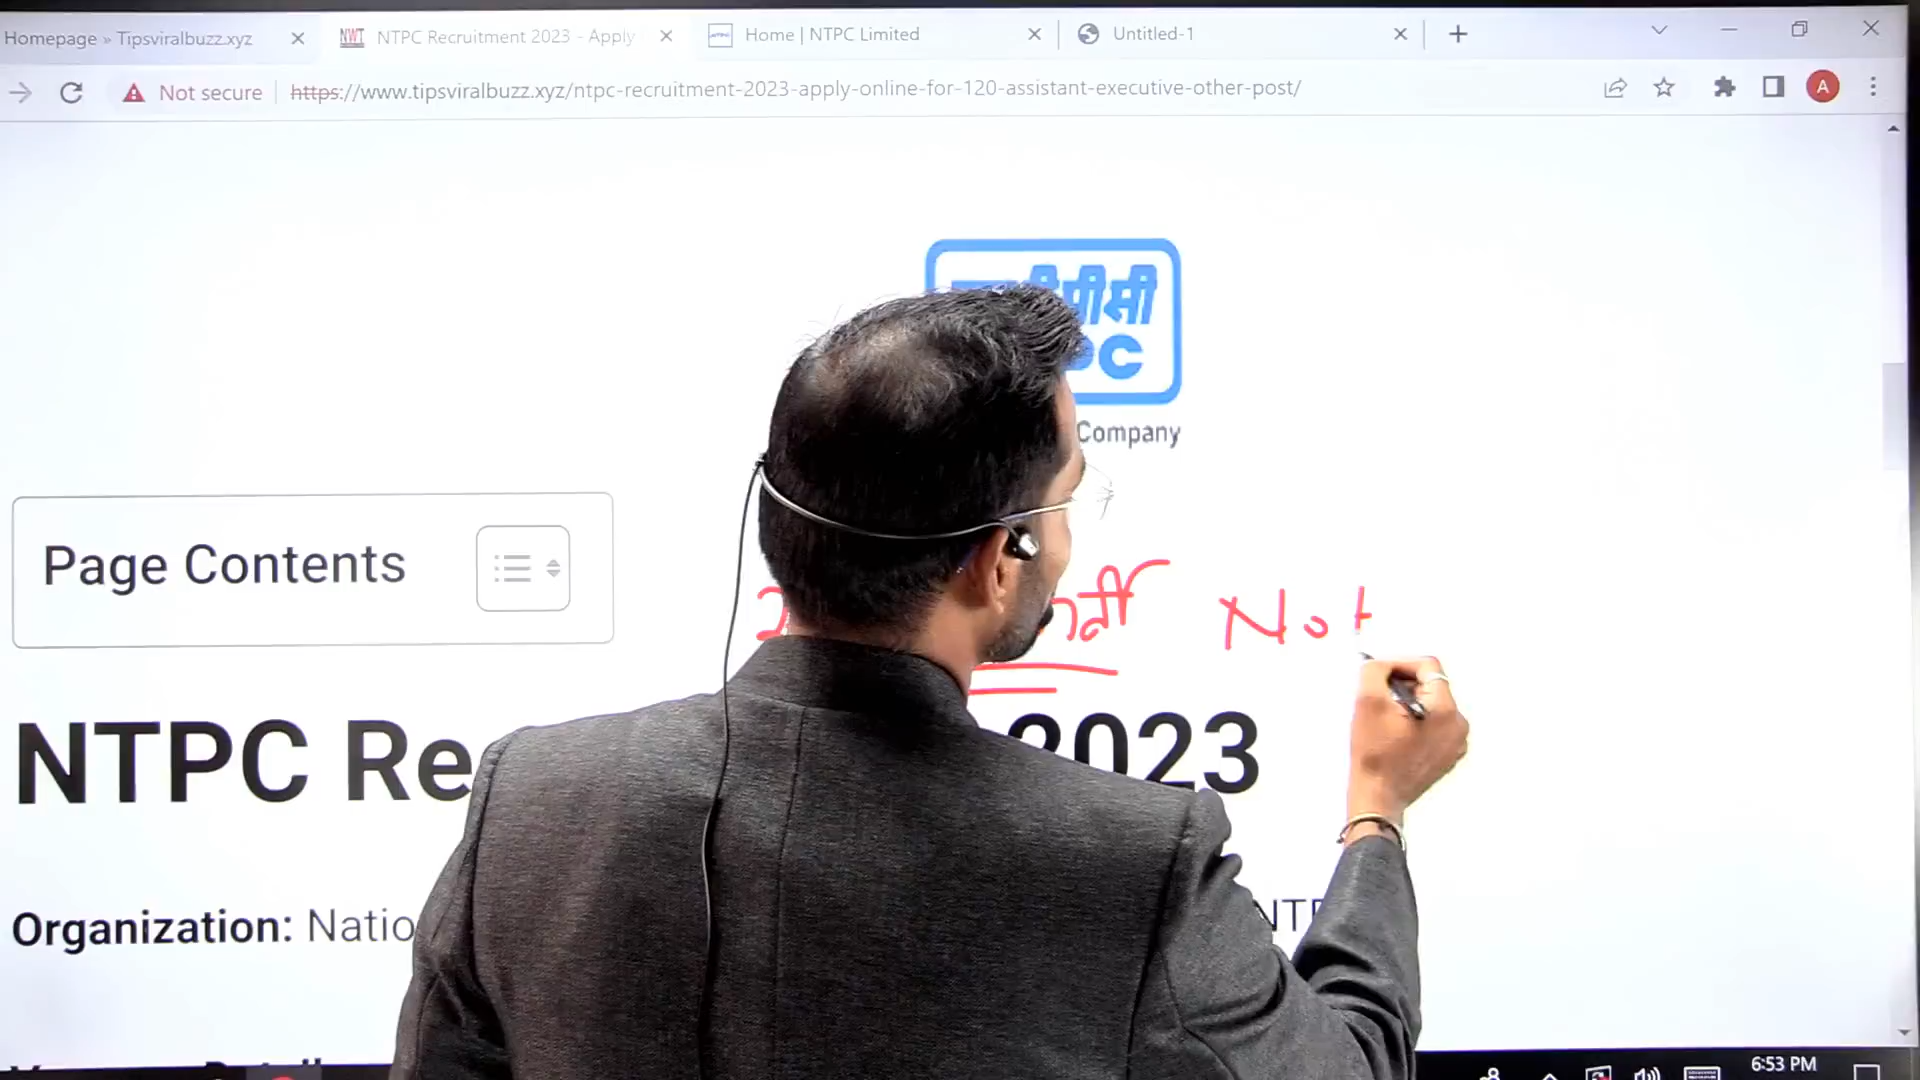 Homepage » Tipsviralbuzz.xyz
NTPC Recruitment 2023 - Apply
Home | NTPC Limited
Untitled-1
Not secure
https://www.tipsviralbuzz.xyz/ntpc-recruitment-2023-apply-online-for-120-assistant-executive-other-post/
A
पीसी
PC
Company
Page Contents
Not
NTPC Re 2023
Organization: Natio NTP
6:53 PM